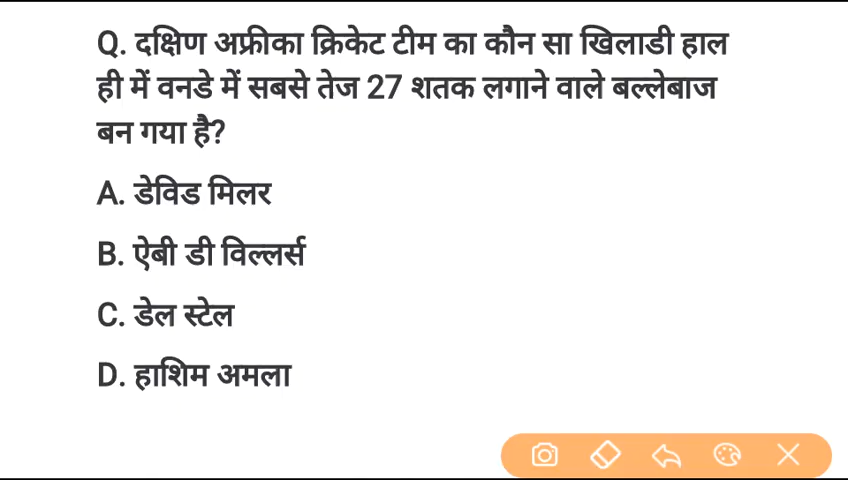 Q. दक्षिण अफ्रीका क्रिकेट टीम का कौन सा खिलाडी हाल
ही में वनडे में सबसे तेज 27 शतक लगाने वाले बल्लेबाज
बन गया है?
A. डेविड मिलर
B. ऐबी डी विल्लर्स
C. डेल स्टेल
D. हाशिम अमला